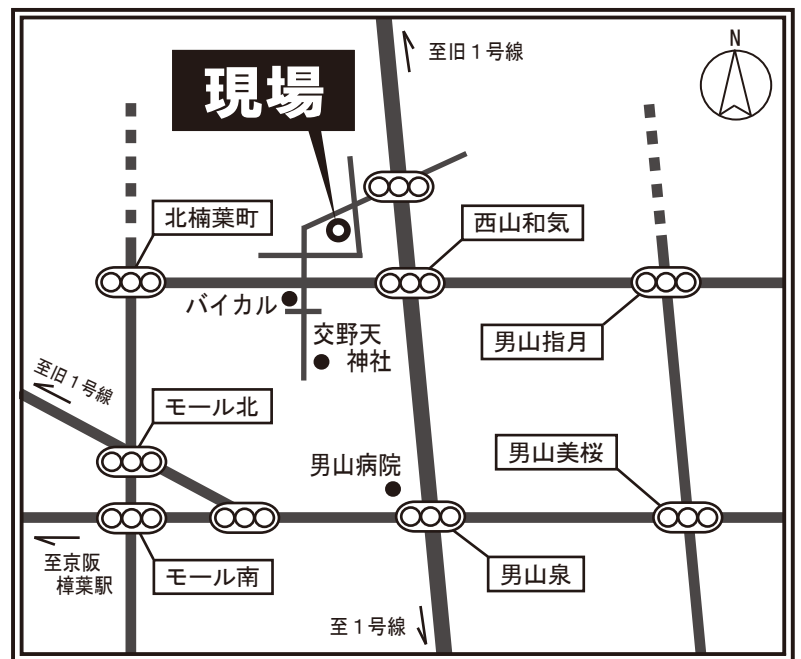 至旧１号線
N
現場
北楠葉町
西山和気
バイカル
交野天
神社
男山指月
至旧１号線
モール北
男山病院
男山美桜
至京阪
樟葉駅
モール南
男山泉
至１号線